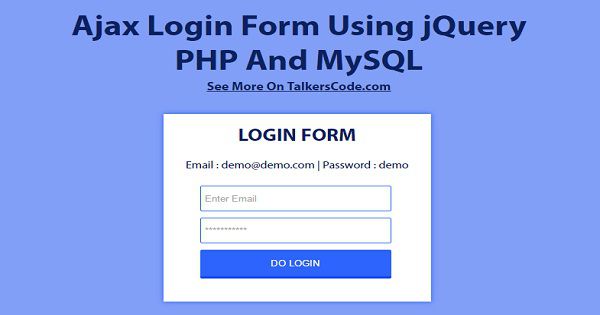 Ajax Login Form Using jQuery
PHP And MySQL
See More On TalkersCode.com
LOGIN FORM
Email : demo@demo.com | Password : demo
Enter Email
***********
DO LOGIN